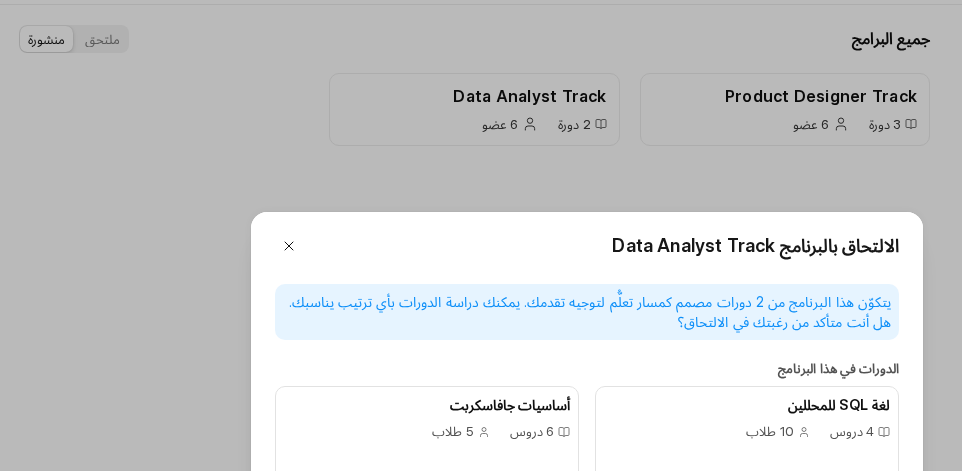 جميع البرامج
ملتحق
منشورة
Product Designer Track
3 دورة
6 عضو
Data Analyst Track
2 دورة
6 عضو
الالتحاق بالبرنامج Data Analyst Track
يتكوّن هذا البرنامج من 2 دورات مصمم كمسار تعلُّم لتوجيه تقدمك. يمكنك دراسة الدورات بأي ترتيب يناسبك.
هل أنت متأكد من رغبتك في الالتحاق؟
الدورات في هذا البرنامج
لغة SQL للمحللين
4 دروس
10 طلاب
أساسيات جافاسكربت
6 دروس
5 طلاب